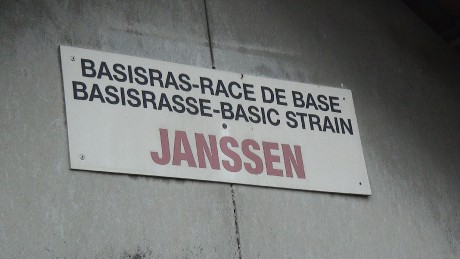 BASISRAS-RACE DE BASE
BASISRASSE-BASIC STRAIN
JANSSEN